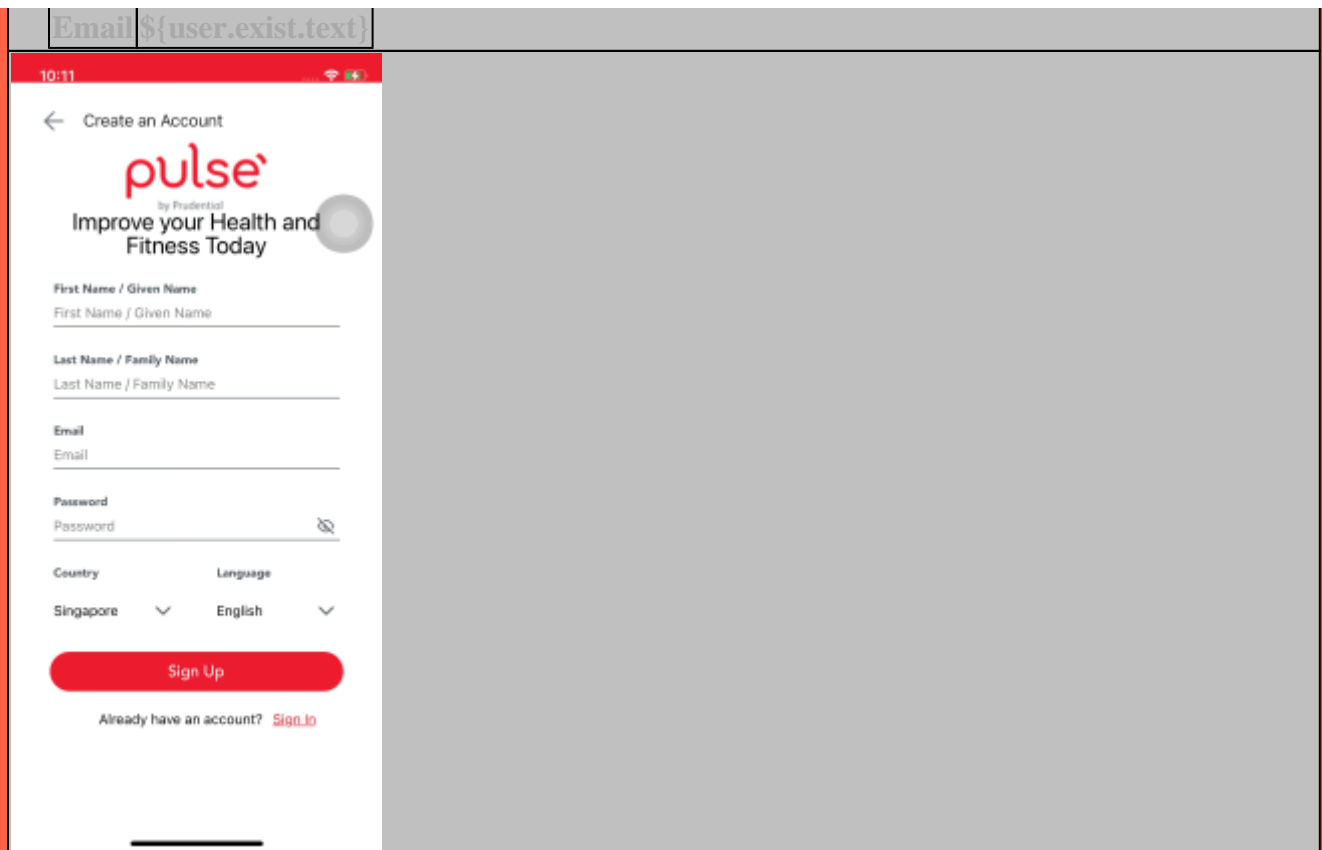 Email ${user.exist.text}
10:11
Create an Account
pulse
by Prudential
Improve your Health and
Fitness Today
First Name / Given Name
First Name / Given Name
Last Name / Family Name
Last Name / Family Name
Email
Email
Password
Password
Country Language
Singapore English
Sign Up
Already have an account? Sign In